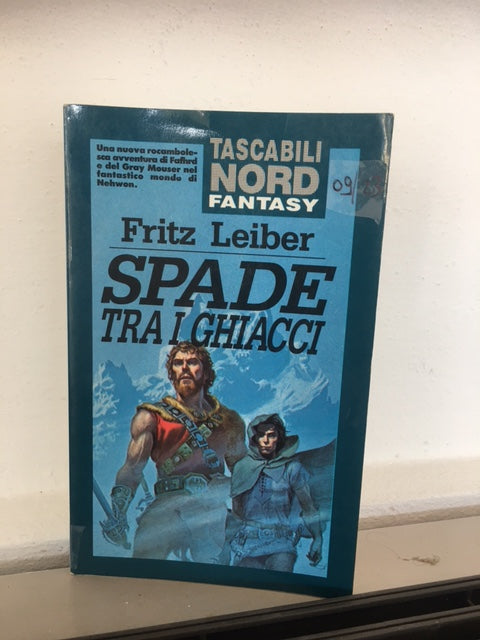 Una nuova rocambole-
sca avventura di Fafhrd
e del Gray Mouser nel
fantastico mondo di
Nehwon.
TASCABILI
NORD
FANTASY
09/
Fritz Leiber
SPADE
TRA I GHIACCI